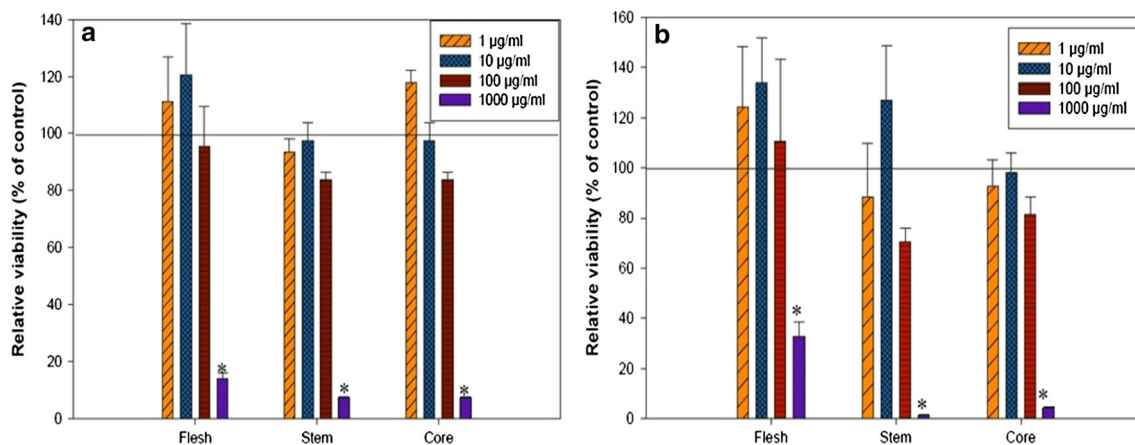 a
140
120
100
80
60
40
20
0
Relative viability (% of control)
1 µg/ml
10 µg/ml
100 µg/ml
1000 µg/ml
*
*
*
Flesh Stem Core
b
160
140
120
100
80
60
40
20
0
Relative viability (% of control)
1 µg/ml
10 µg/ml
100 µg/ml
1000 µg/ml
*
*
*
Flesh Stem Core